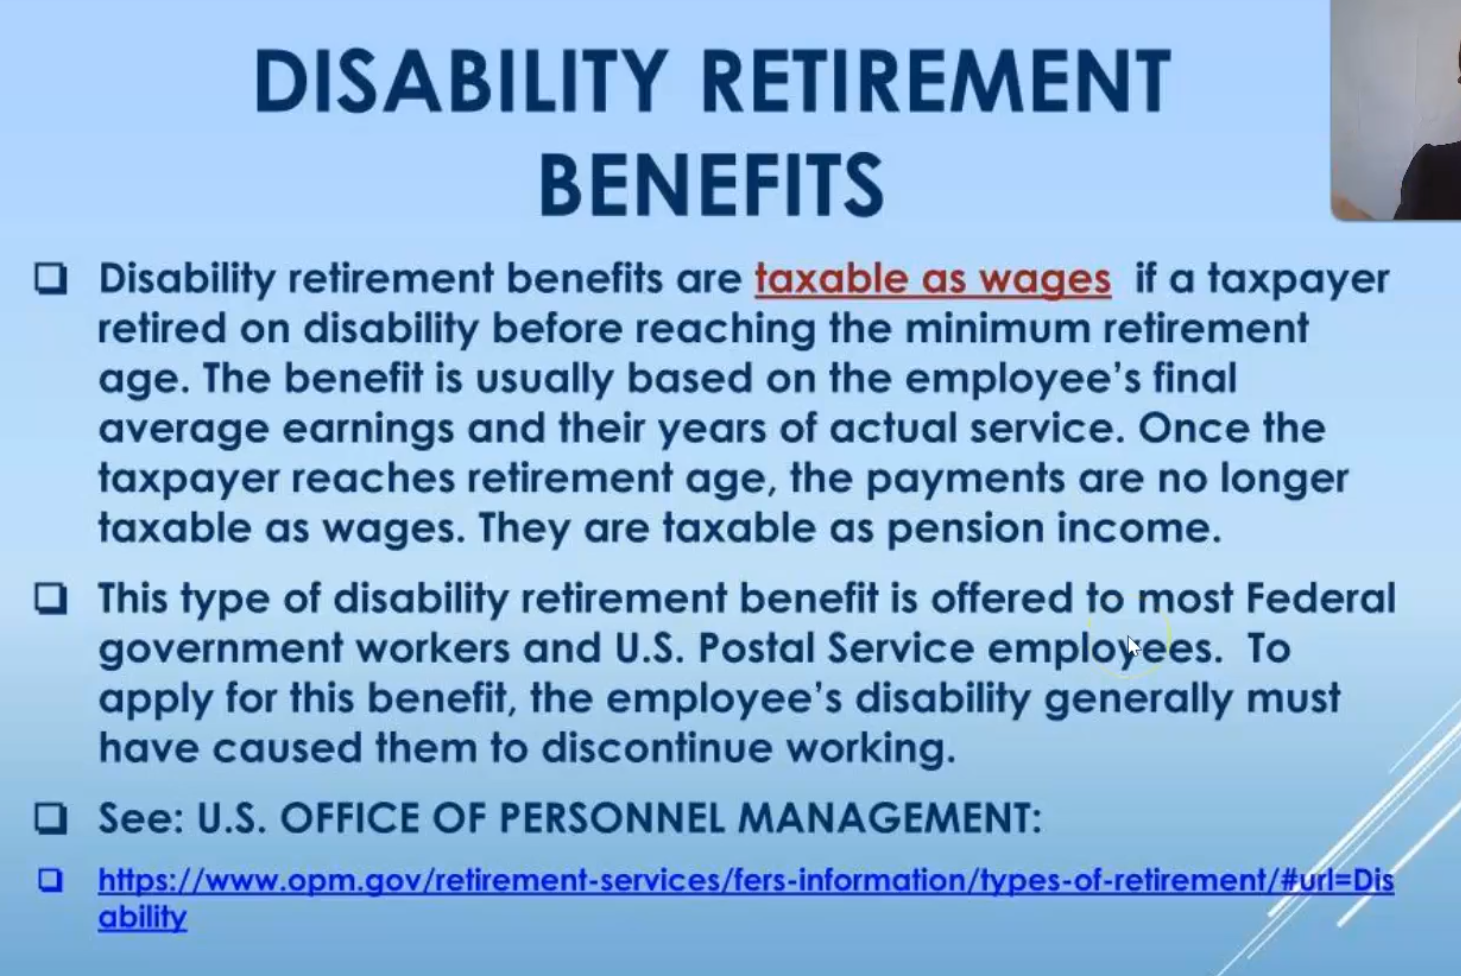 DISABILITY RETIREMENT
BENEFITS
Disability retirement benefits are taxable as wages if a taxpayer
retired on disability before reaching the minimum retirement
age. The benefit is usually based on the employee's final
average earnings and their years of actual service. Once the
taxpayer reaches retirement age, the payments are no longer
taxable as wages. They are taxable as pension income.
This type of disability retirement benefit is offered to most Federal
government workers and U.S. Postal Service employees. To
apply for this benefit, the employee's disability generally must
have caused them to discontinue working.
See: U.S. OFFICE OF PERSONNEL MANAGEMENT:
https://www.opm.gov/retirement-services/fers-information/types-of-retirement/#url=Dis
ability